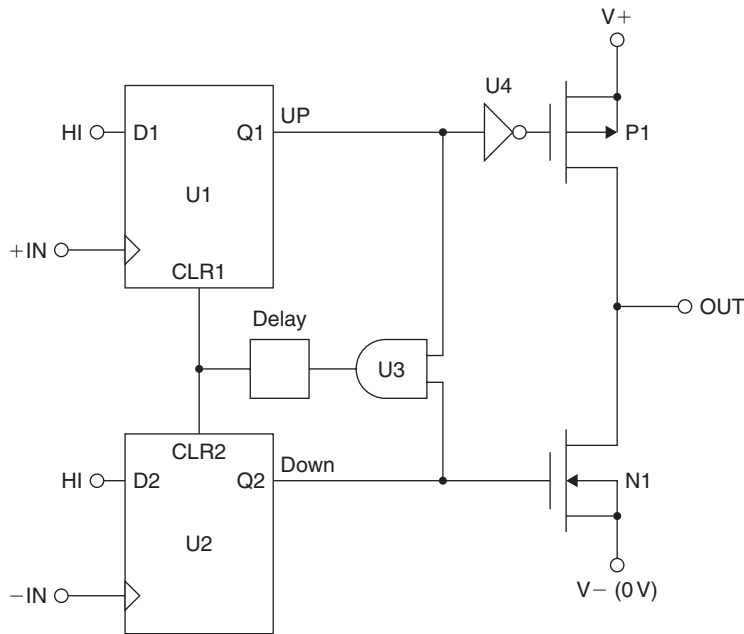 V+
U4
HI
D1
Q1
UP
P1
U1
+IN
CLR1
Delay
OUT
U3
CLR2
HI
D2
Q2
Down
N1
U2
−IN
V− (0 V)